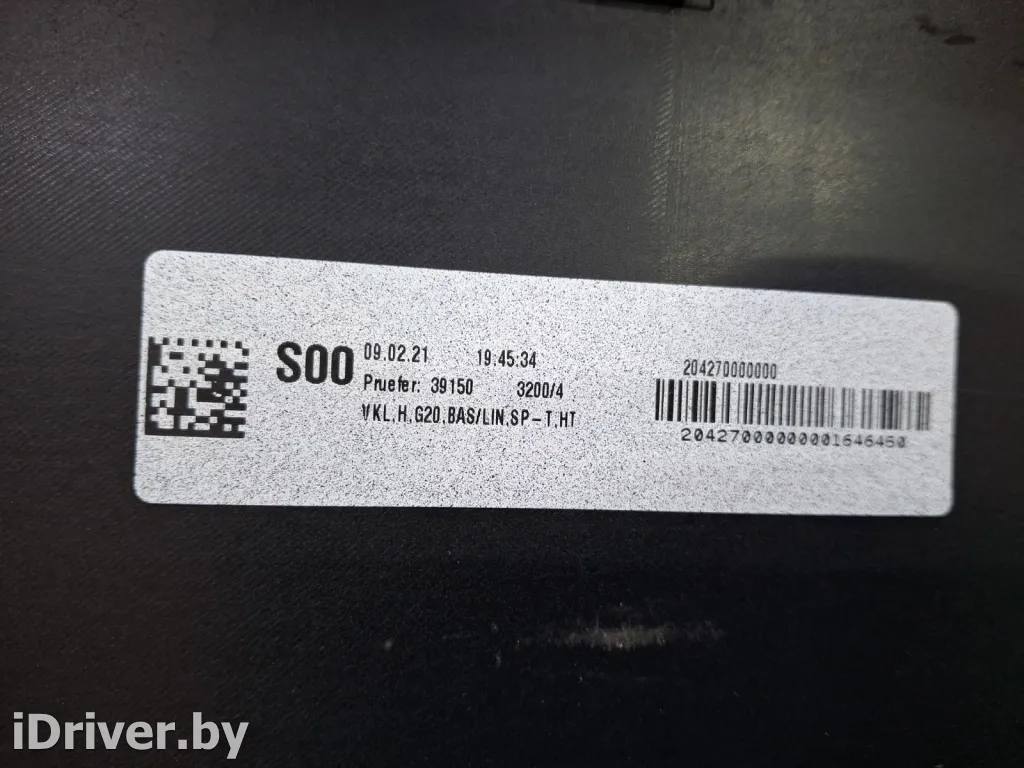 S00
09.02.21 19:45:34
Pruefer: 39150 3200/4
VKL,H,G20,BAS/LIN,SP-T,HT
204270000000
20427000000001646450
iDriver.by